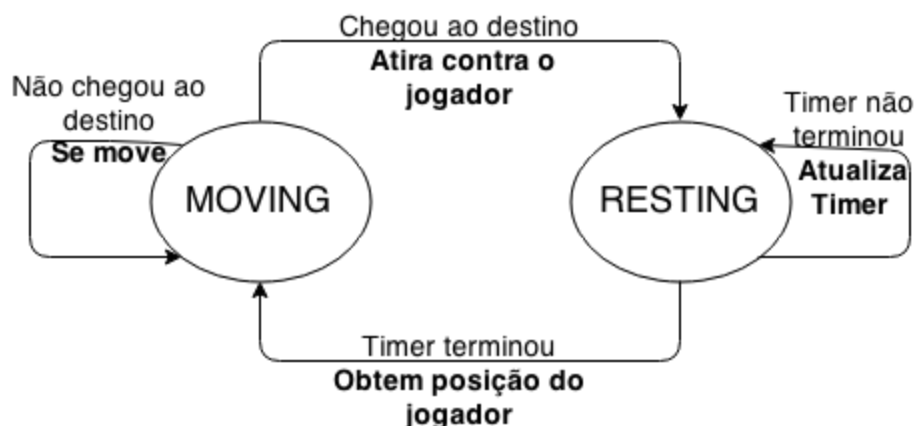 Chegou ao destino
Atira contra o
jogador
Não chegou ao
destino
Se move
MOVING
RESTING
Timer não
terminou
Atualiza
Timer
Timer terminou
Obtem posição do
jogador